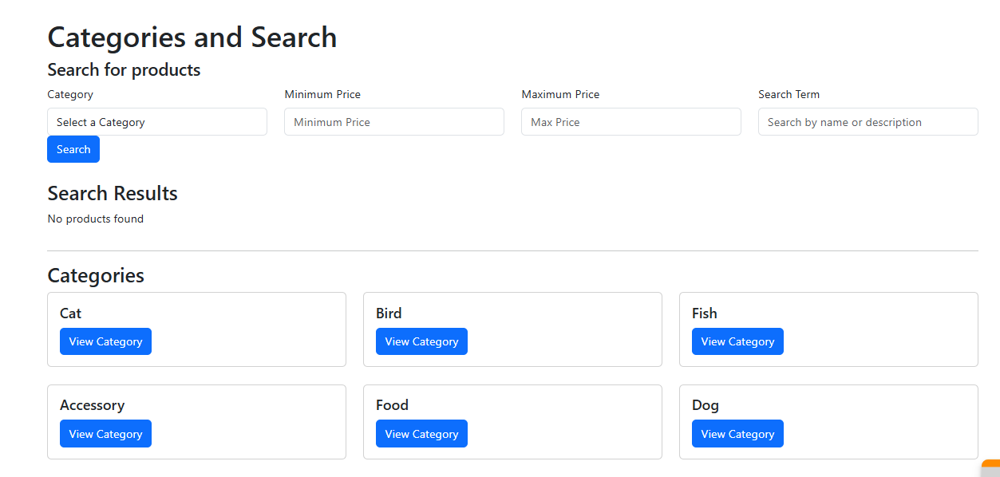 Categories and Search
Search for products
Category Minimum Price Maximum Price Search Term
Select a Category Minimum Price Max Price Search by name or description
Search
Search Results
No products found
Categories
Cat Bird Fish
View Category View Category View Category
Accessory Food Dog
View Category View Category View Category